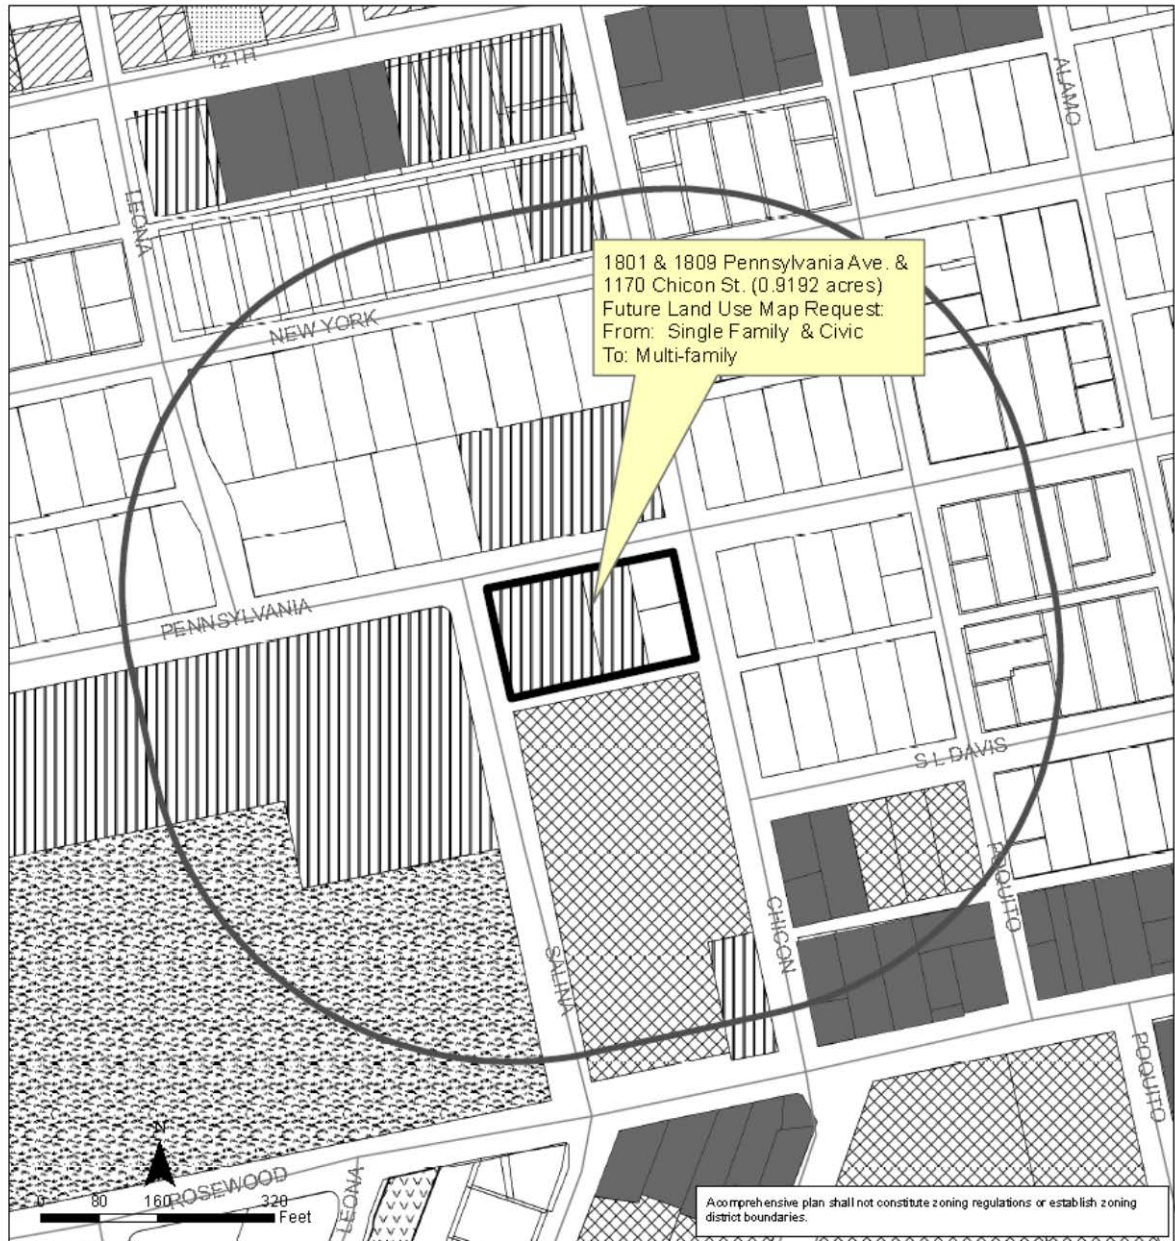 12TH
ALAMO
LEONA
1801 & 1809 Pennsylvania Ave. &
1170 Chicon St. (0.9192 acres)
Future Land Use Map Request:
From: Single Family & Civic
To: Multi-family
NEW YORK
PENNSYLVANIA
S L DAVIS
POQUITO
CHICON
SALINA
POQUITO
N
ROSEWOOD
LEONA
0 80 160 320
Feet
Acomprehensive plan shall not constitute zoning regulations or establish zoning
district boundaries.